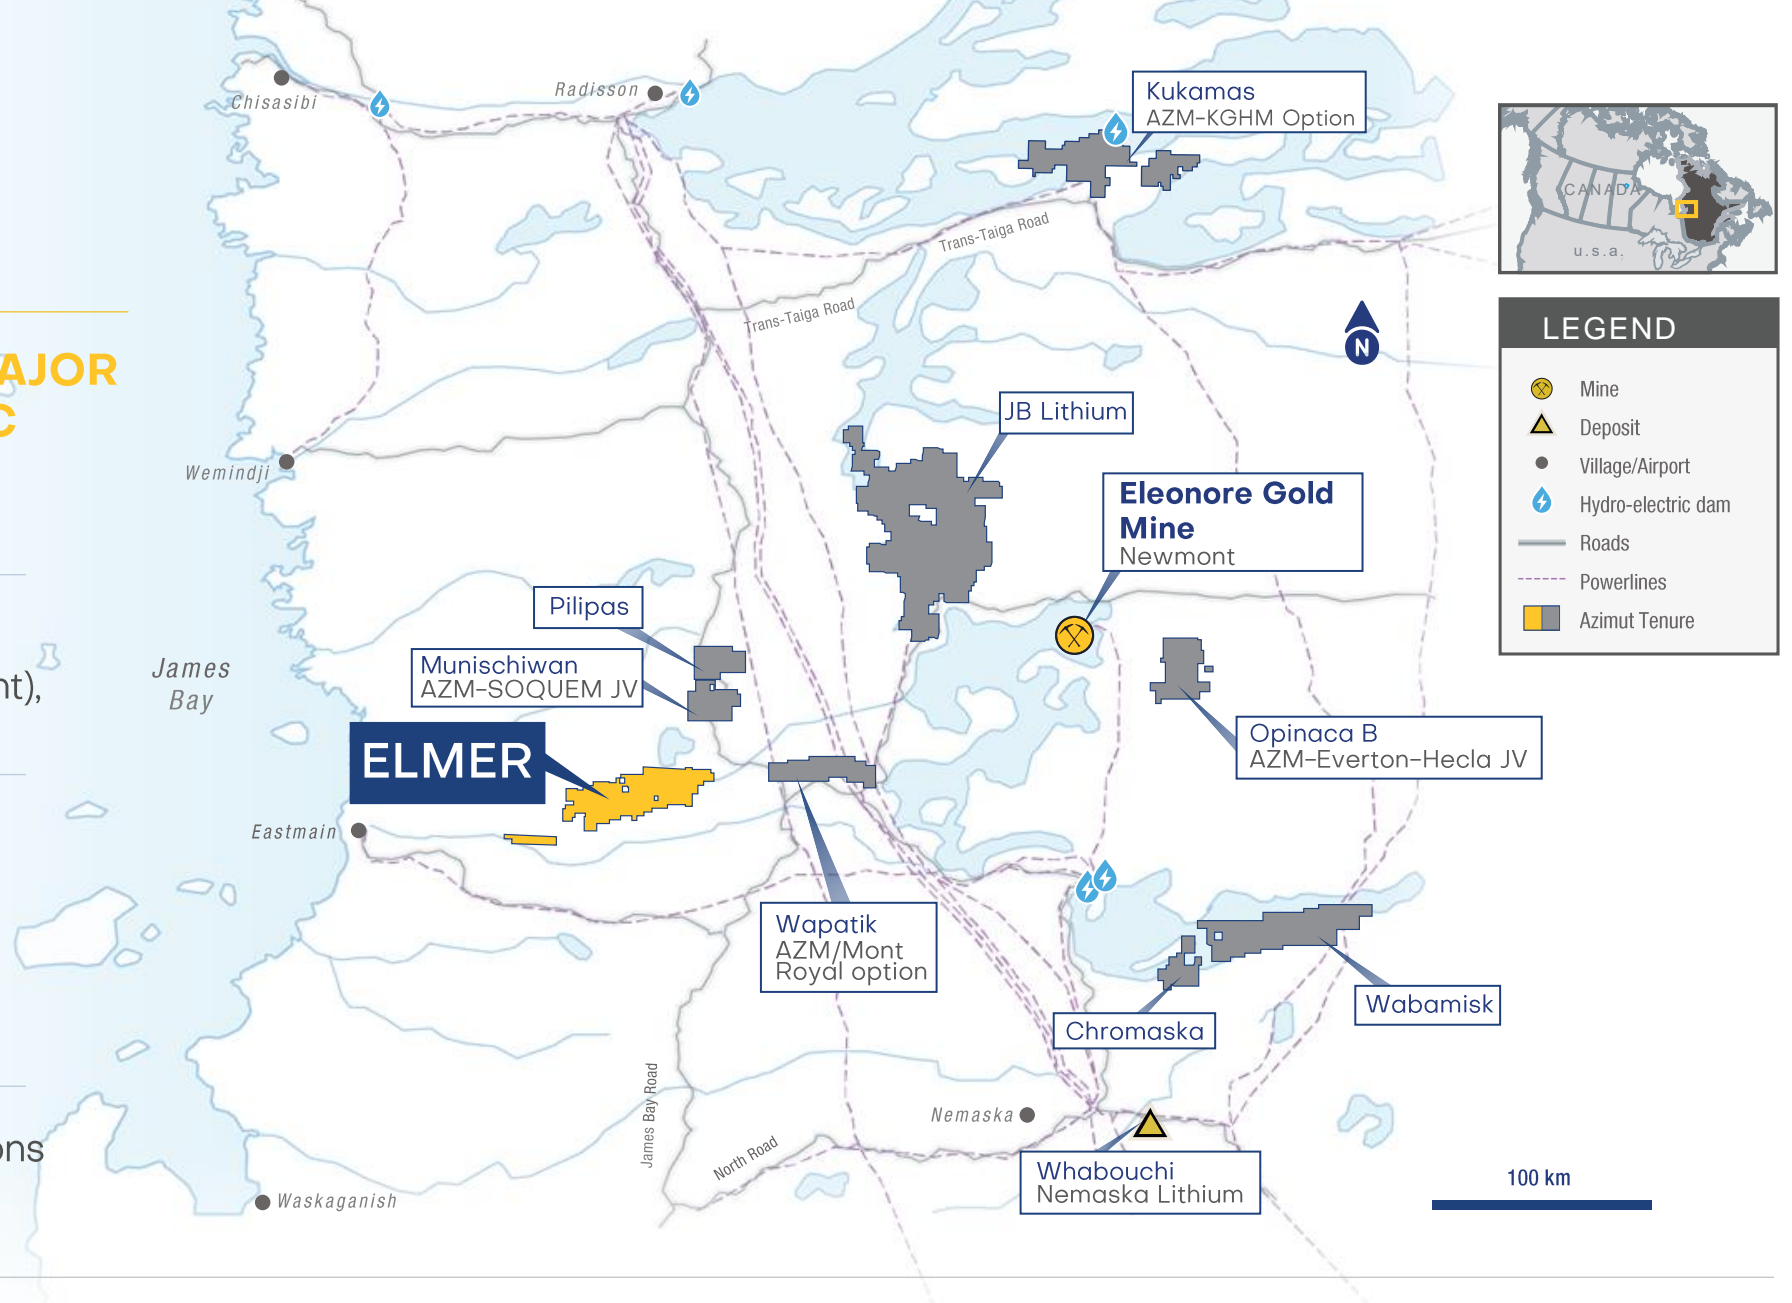 Chisasibi
Radisson
Kukamas
AZM-KGHM Option
CANADA
u.s.a.
Trans-Taiga Road
Trans-Taiga Road
N
LEGEND
Mine
Deposit
Village/Airport
Hydro-electric dam
Roads
Powerlines
Azimut Tenure
AJOR
C
JB Lithium
Wemindji
Eleonore Gold
Mine
Newmont
Pilipas
Munischiwan
AZM-SOQUEM JV
James
Bay
nt),
ELMER
Opinaca B
AZM-Everton-Hecla JV
Eastmain
Wapatik
AZM/Mont
Royal option
Wabamisk
Chromaska
James Bay Road
Nemaska
North Road
ons
Whabouchi
Nemaska Lithium
Waskaganish
100 km